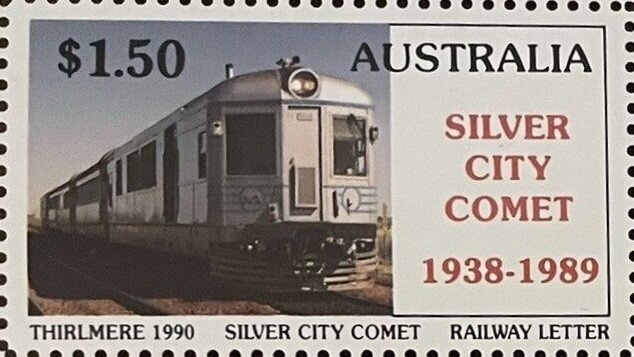 $1.50 AUSTRALIA
SILVER
CITY
COMET
1938-1989
THIRLMERE 1990 SILVER CITY COMET RAILWAY LETTER